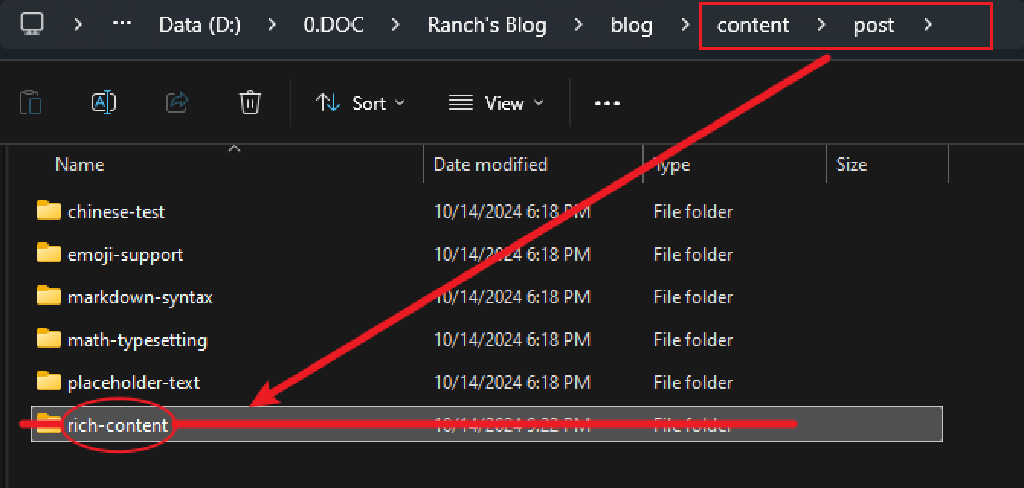 ··· Data (D:) > 0.DOC > Ranch's Blog > blog > content > post >
Sort View ···
Name Date modified Type Size
chinese-test 10/14/2024 6:18 PM File folder
emoji-support 10/14/2024 6:18 PM File folder
markdown-syntax 10/14/2024 6:18 PM File folder
math-typesetting 10/14/2024 6:18 PM File folder
placeholder-text 10/14/2024 6:18 PM File folder
rich-content 10/14/2024 9:22 PM File folder